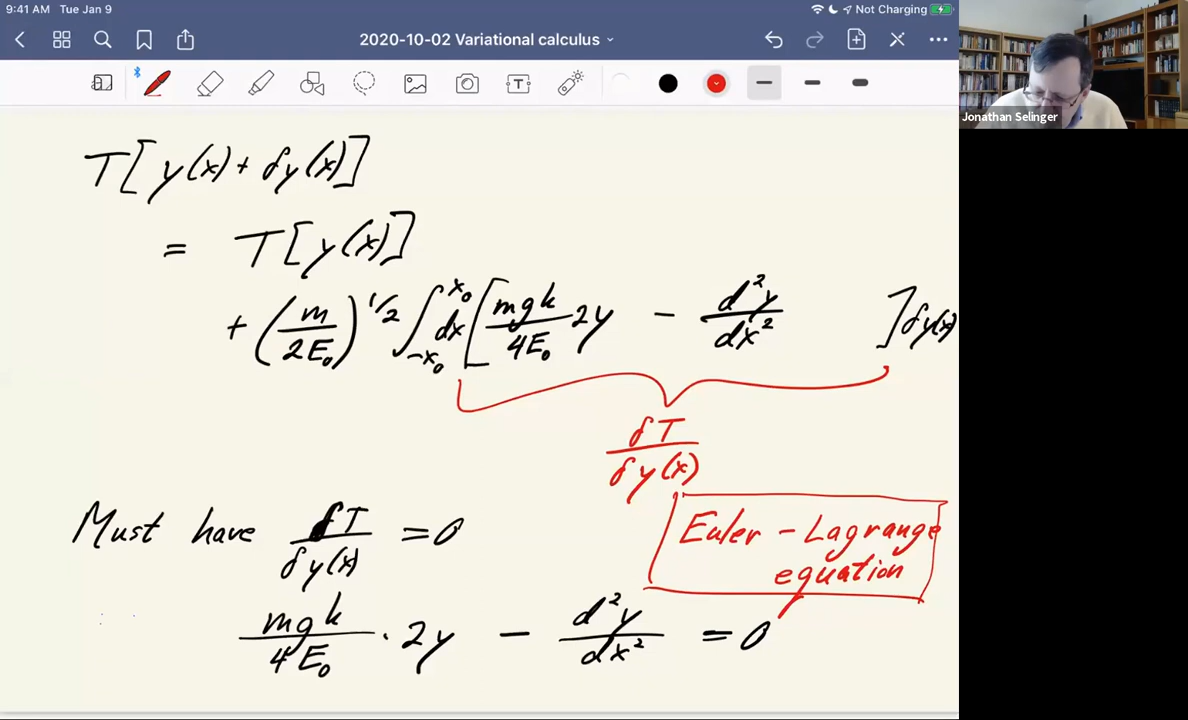 9:41 AM Tue Jan 9
Not Charging
2020-10-02 Variational calculus
Jonathan Selinger
T[y(x) + δy(x)]
= T[y(x)]
+ (m/2E₀)^1/2 ∫_-x₀^x₀ dx [mgk/4E₀ 2y - d²y/dx² ] δy(x)
δT/δy(x)
Must have δT/δy(x) = 0
Euler - Lagrange
equation
mgk/4E₀ · 2y - d²y/dx² = 0